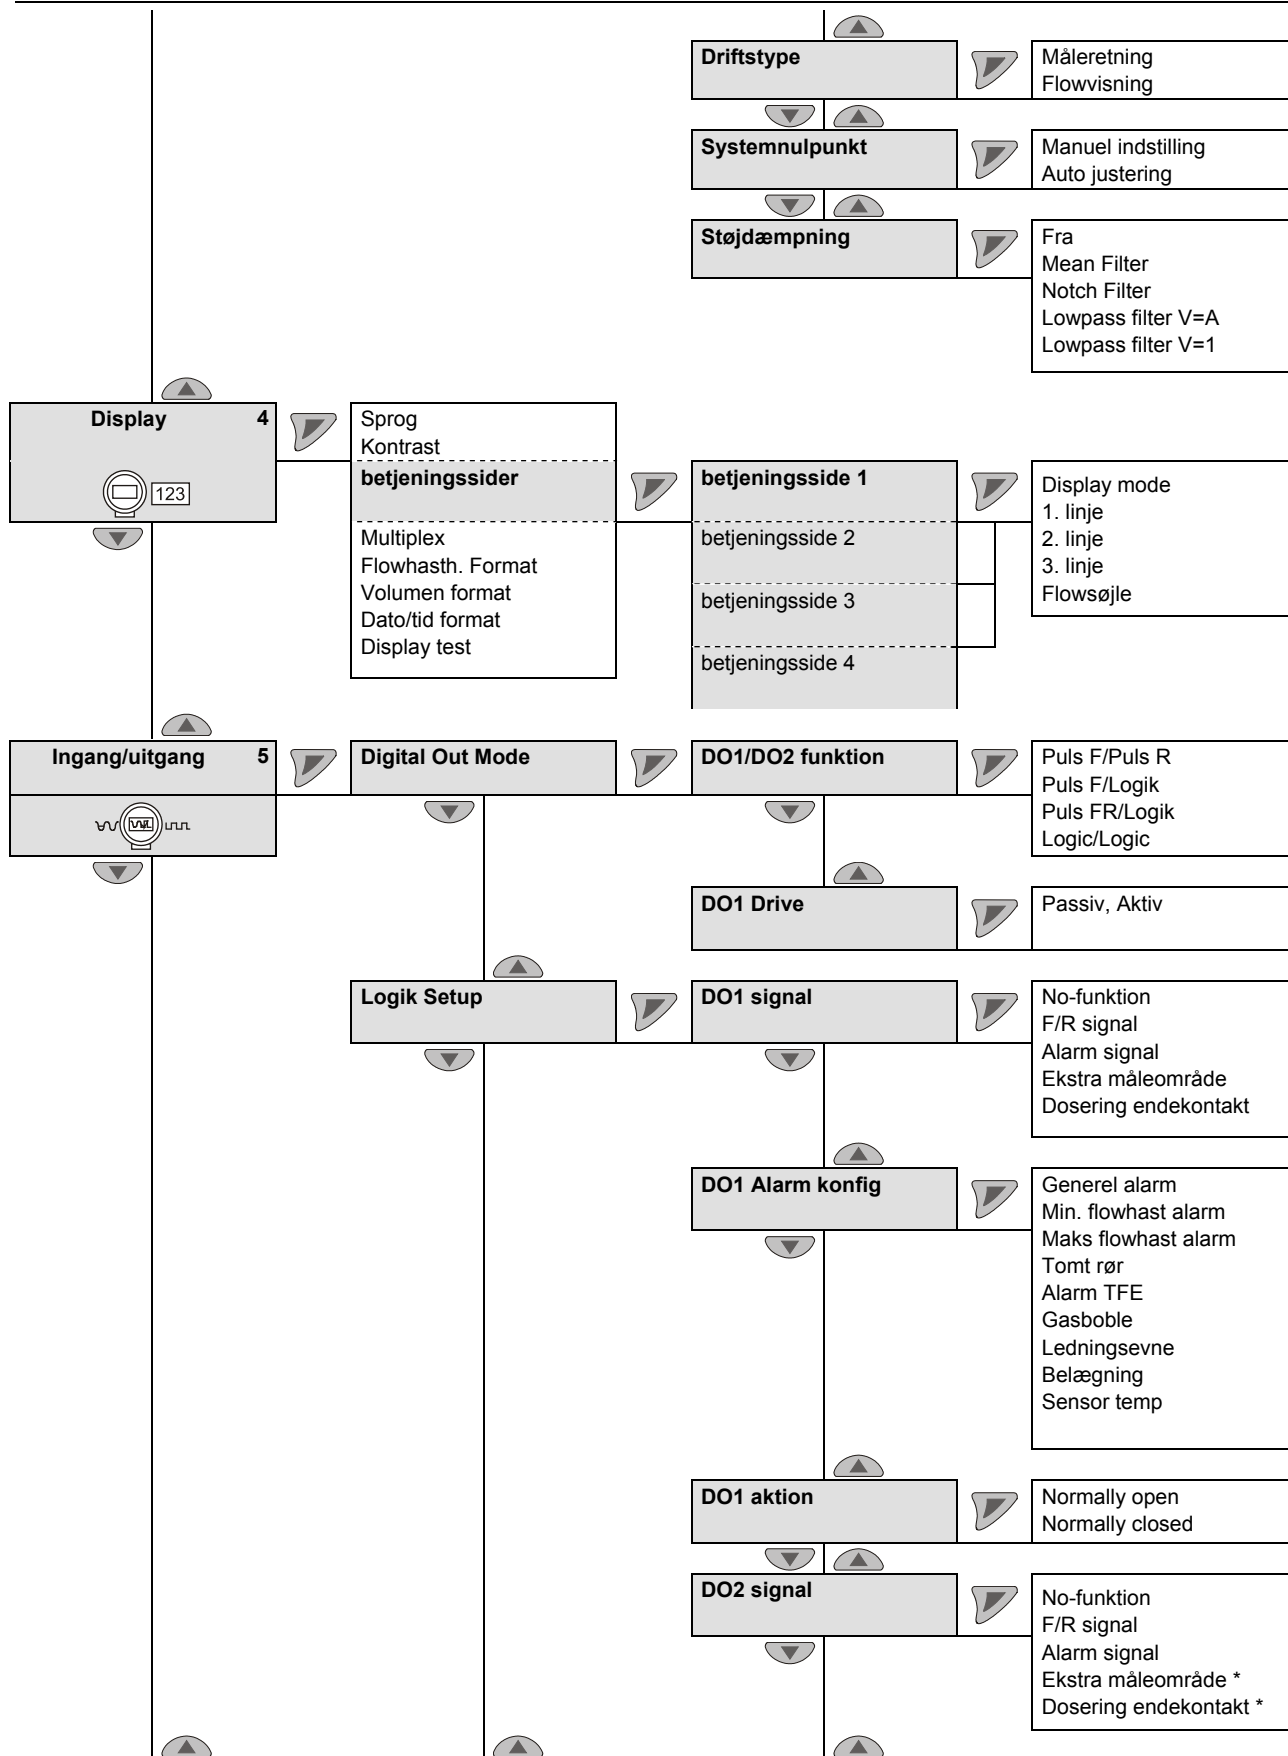 Driftstype
Måleretning
Flowvisning
Systemnulpunkt
Manuel indstilling
Auto justering
Støjdæmpning
Fra
Mean Filter
Notch Filter
Lowpass filter V=A
Lowpass filter V=1
Display 4
123
Sprog
Kontrast
betjeningssider
Multiplex
Flowhasth. Format
Volumen format
Dato/tid format
Display test
betjeningsside 1
betjeningsside 2
betjeningsside 3
betjeningsside 4
Display mode
1. linje
2. linje
3. linje
Flowsøjle
Ingang/uitgang 5
Digital Out Mode
DO1/DO2 funktion
Puls F/Puls R
Puls F/Logik
Puls FR/Logik
Logic/Logic
DO1 Drive
Passiv, Aktiv
Logik Setup
DO1 signal
No-funktion
F/R signal
Alarm signal
Ekstra måleområde
Dosering endekontakt
DO1 Alarm konfig
Generel alarm
Min. flowhast alarm
Maks flowhast alarm
Tomt rør
Alarm TFE
Gasboble
Ledningsevne
Belægning
Sensor temp
DO1 aktion
Normally open
Normally closed
DO2 signal
No-funktion
F/R signal
Alarm signal
Ekstra måleområde *
Dosering endekontakt *